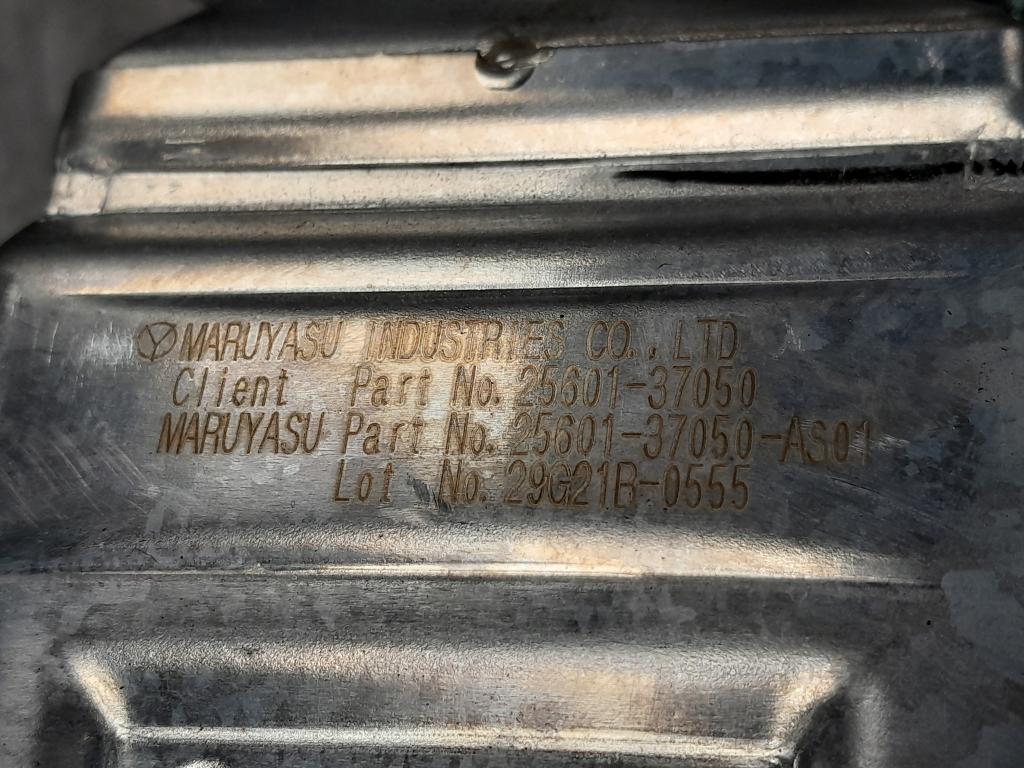 MARUYASU INDUSTRIES CO., LTD
Client Part No. 25601-37050
MARUYASU Part No. 25601-37050-AS01
Lot No. 29G21B-0555